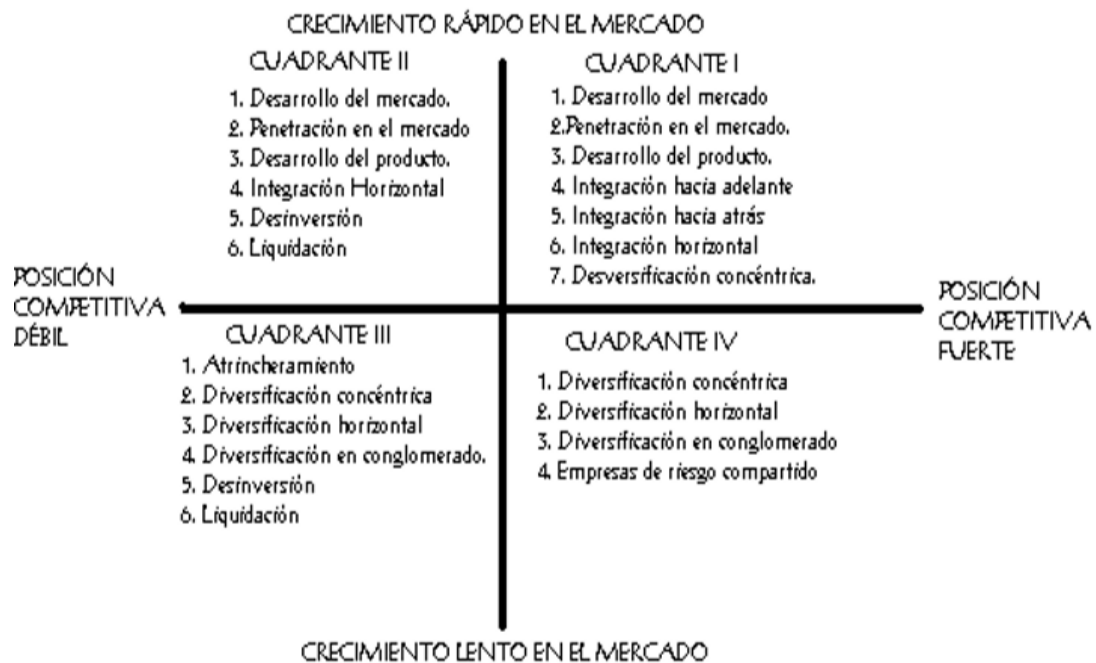 CRECIMIENTO RÁPIDO EN EL MERCADO
CUADRANTE II
1. Desarrollo del mercado.
2. Penetración en el mercado
3. Desarrollo del producto.
4. Integración Horizontal
5. Desinversión
6. Liquidación
CUADRANTE I
1. Desarrollo del mercado
2.Penetración en el mercado.
3. Desarrollo del producto.
4. Integración hacia adelante
5. Integración hacia atrás
6. Integración horizontal
7. Desversificación concéntrica.
POSICIÓN
COMPETITIVA
DÉBIL
POSICIÓN
COMPETITIVA
FUERTE
CUADRANTE III
1. Atrincheramiento
2. Diversificación concéntrica
3. Diversificación horizontal
4. Diversificación en conglomerado.
5. Desinversión
6. Liquidación
CUADRANTE IV
1. Diversificación concéntrica
2. Diversificación horizontal
3. Diversificación en conglomerado
4. Empresas de riesgo compartido
CRECIMIENTO LENTO EN EL MERCADO